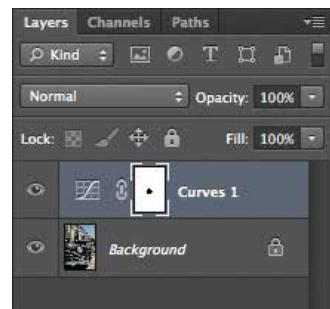 Layers Channels Paths
Kind T
Normal Opacity: 100%
Lock: Fill: 100%
Curves 1
Background